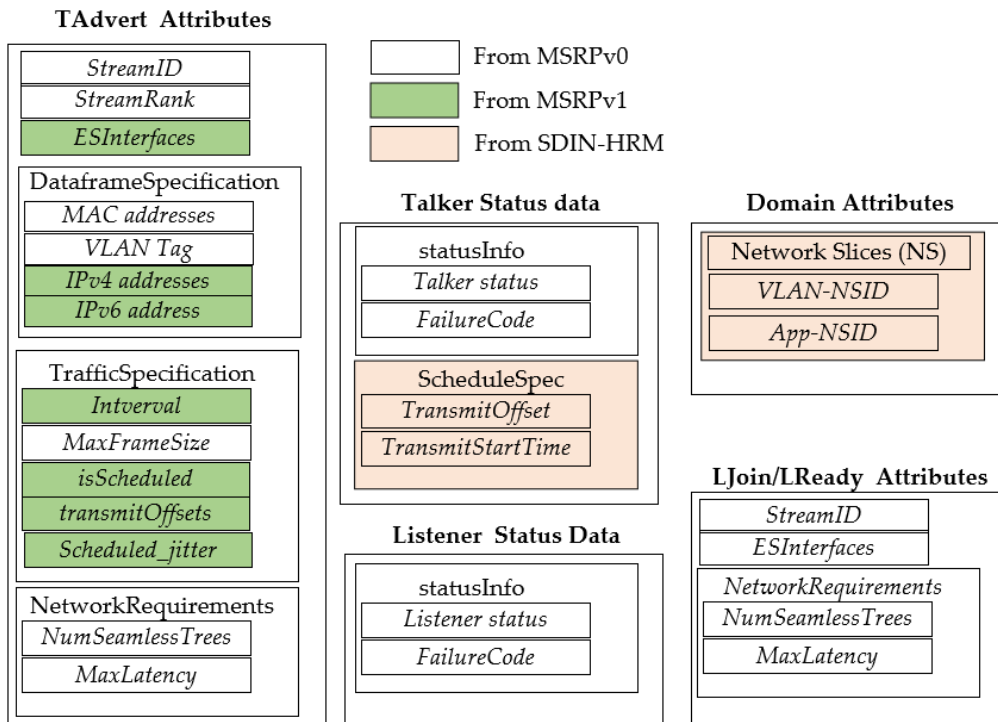 TAdvert Attributes
StreamID
StreamRank
ESInterfaces
DataframeSpecification
MAC addresses
VLAN Tag
IPv4 addresses
IPv6 address
TrafficSpecification
Intverval
MaxFrameSize
isScheduled
transmitOffsets
Scheduled_jitter
NetworkRequirements
NumSeamlessTrees
MaxLatency
From MSRPv0
From MSRPv1
From SDIN-HRM
Talker Status data
statusInfo
Talker status
FailureCode
ScheduleSpec
TransmitOffset
TransmitStartTime
Listener Status Data
statusInfo
Listener status
FailureCode
Domain Attributes
Network Slices (NS)
VLAN-NSID
App-NSID
LJoin/LReady Attributes
StreamID
ESInterfaces
NetworkRequirements
NumSeamlessTrees
MaxLatency